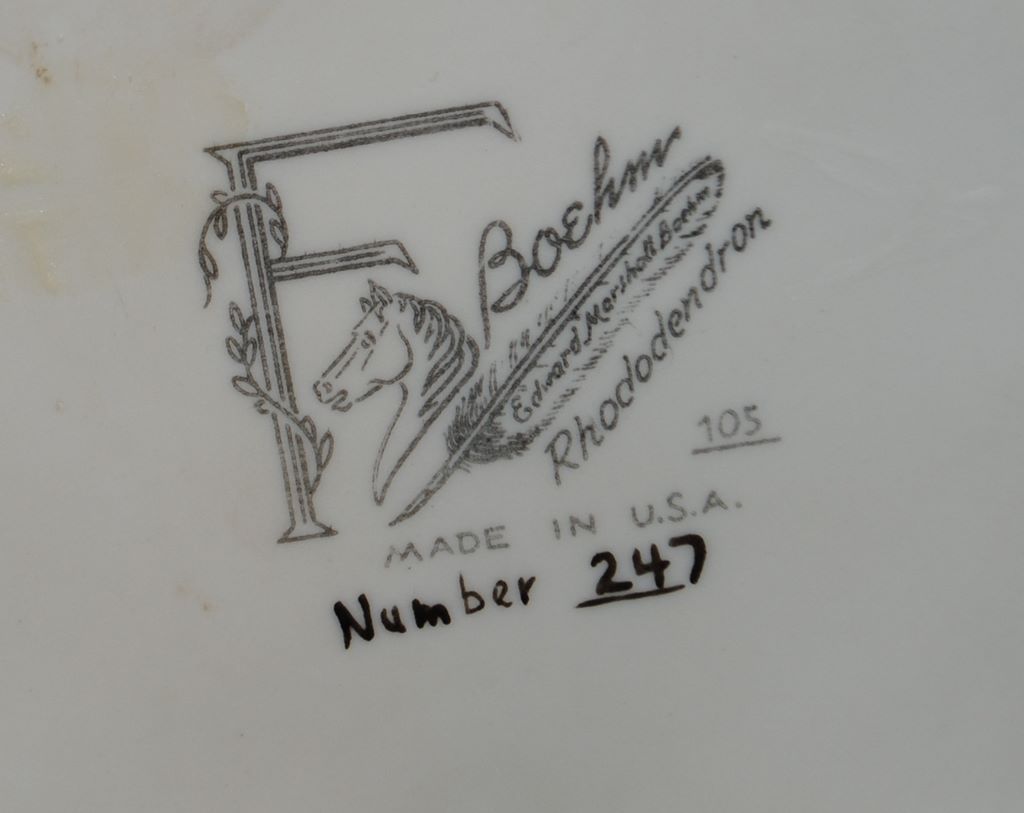 F
Boehm
Edward Marshall Boehm
Rhododendron
105
MADE IN U.S.A.
Number 247